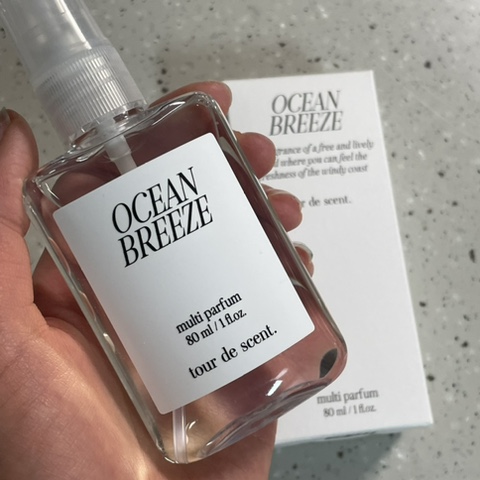 OCEAN
BREEZE
multi parfum
80 ml / 1 fl.oz.
tour de scent.
OCEAN
BREEZE
of a free and lively
where you can feel the
of the windy coast
de scent.
multi parfum
80 ml / 1 fl.oz.